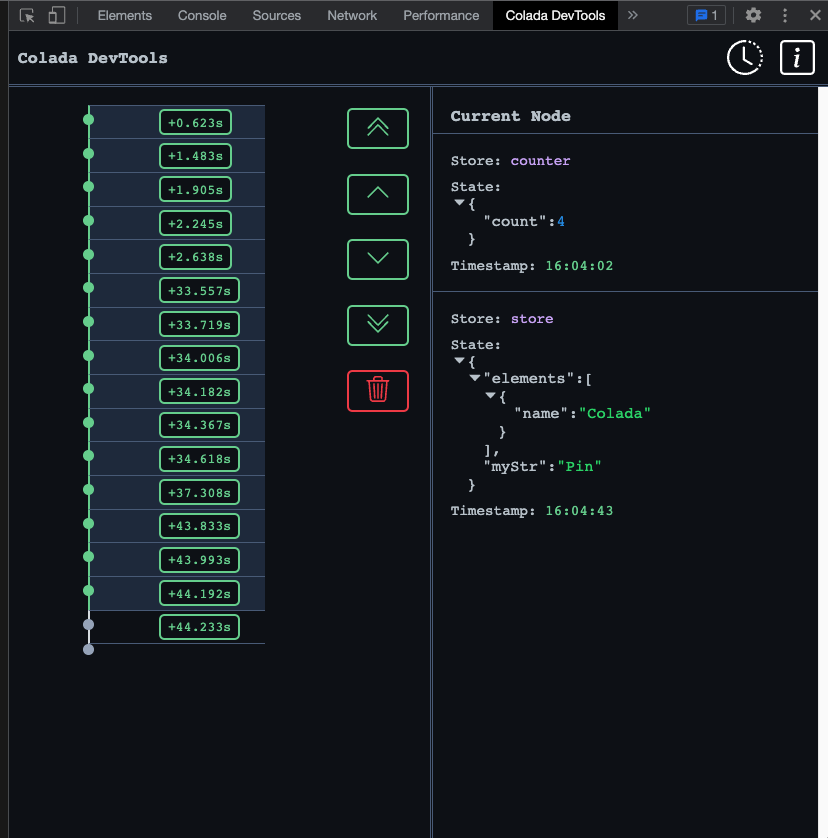 Elements Console Sources Network Performance Colada DevTools » 1
Colada DevTools
i
+0.623s
+1.483s
+1.905s
+2.245s
+2.638s
+33.557s
+33.719s
+34.006s
+34.182s
+34.367s
+34.618s
+37.308s
+43.833s
+43.993s
+44.192s
+44.233s
Current Node
Store: counter
State:
{
"count":4
}
Timestamp: 16:04:02
Store: store
State:
{
"elements":[
{
"name":"Colada"
}
],
"myStr":"Pin"
}
Timestamp: 16:04:43